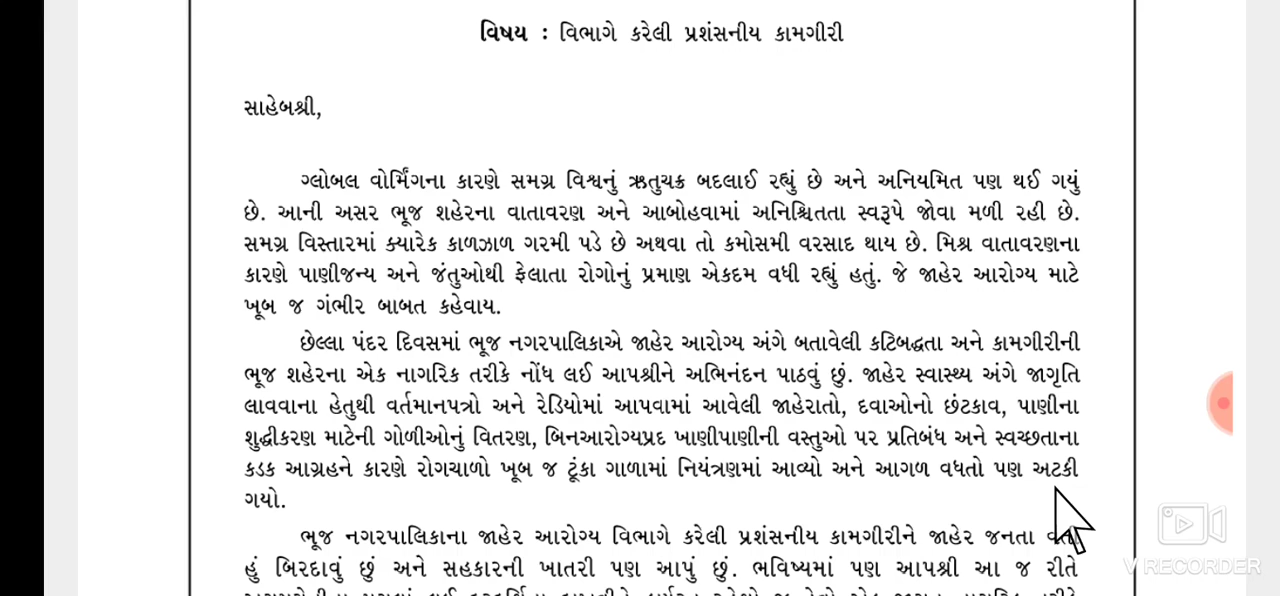 વિષય : વિભાગે કરેલી પ્રશંસનીય કામગીરી
સાહેબશ્રી,
ગ્લોબલ વોર્મિંગના કારણે સમગ્ર વિશ્વનું ઋતુચક્ર બદલાઈ રહ્યું છે અને અનિયમિત પણ થઈ ગયું
છે. આની અસર ભૂજ શહેરના વાતાવરણ અને આબોહવામાં અનિશ્ચિતતા સ્વરૂપે જોવા મળી રહી છે.
સમગ્ર વિસ્તારમાં ક્યારેક કાળઝાળ ગરમી પડે છે અથવા તો કમોસમી વરસાદ થાય છે. મિશ્ર વાતાવરણના
કારણે પાણીજન્ય અને જંતુઓથી ફેલાતા રોગોનું પ્રમાણ એકદમ વધી રહ્યું હતું. જે જાહેર આરોગ્ય માટે
ખૂબ જ ગંભીર બાબત કહેવાય.
છેલ્લા પંદર દિવસમાં ભૂજ નગરપાલિકાએ જાહેર આરોગ્ય અંગે બતાવેલી કટિબદ્ધતા અને કામગીરીની
ભૂજ શહેરના એક નાગરિક તરીકે નોંધ લઈ આપશ્રીને અભિનંદન પાઠવું છું. જાહેર સ્વાસ્થ્ય અંગે જાગૃતિ
લાવવાના હેતુથી વર્તમાનપત્રો અને રેડિયોમાં આપવામાં આવેલી જાહેરાતો, દવાઓનો છંટકાવ, પાણીના
શુદ્ધીકરણ માટેની ગોળીઓનું વિતરણ, બિનઆરોગ્યપ્રદ ખાણીપાણીની વસ્તુઓ પર પ્રતિબંધ અને સ્વચ્છતાના
કડક આગ્રહને કારણે રોગચાળો ખૂબ જ ટૂંકા ગાળામાં નિયંત્રણમાં આવ્યો અને આગળ વધતો પણ અટકી
ગયો.
ભૂજ નગરપાલિકાના જાહેર આરોગ્ય વિભાગે કરેલી પ્રશંસનીય કામગીરીને જાહેર જનતા
હું બિરદાવું છું અને સહકારની ખાતરી પણ આપું છું. ભવિષ્યમાં પણ આપશ્રી આ જ રીતે
V RECORDER